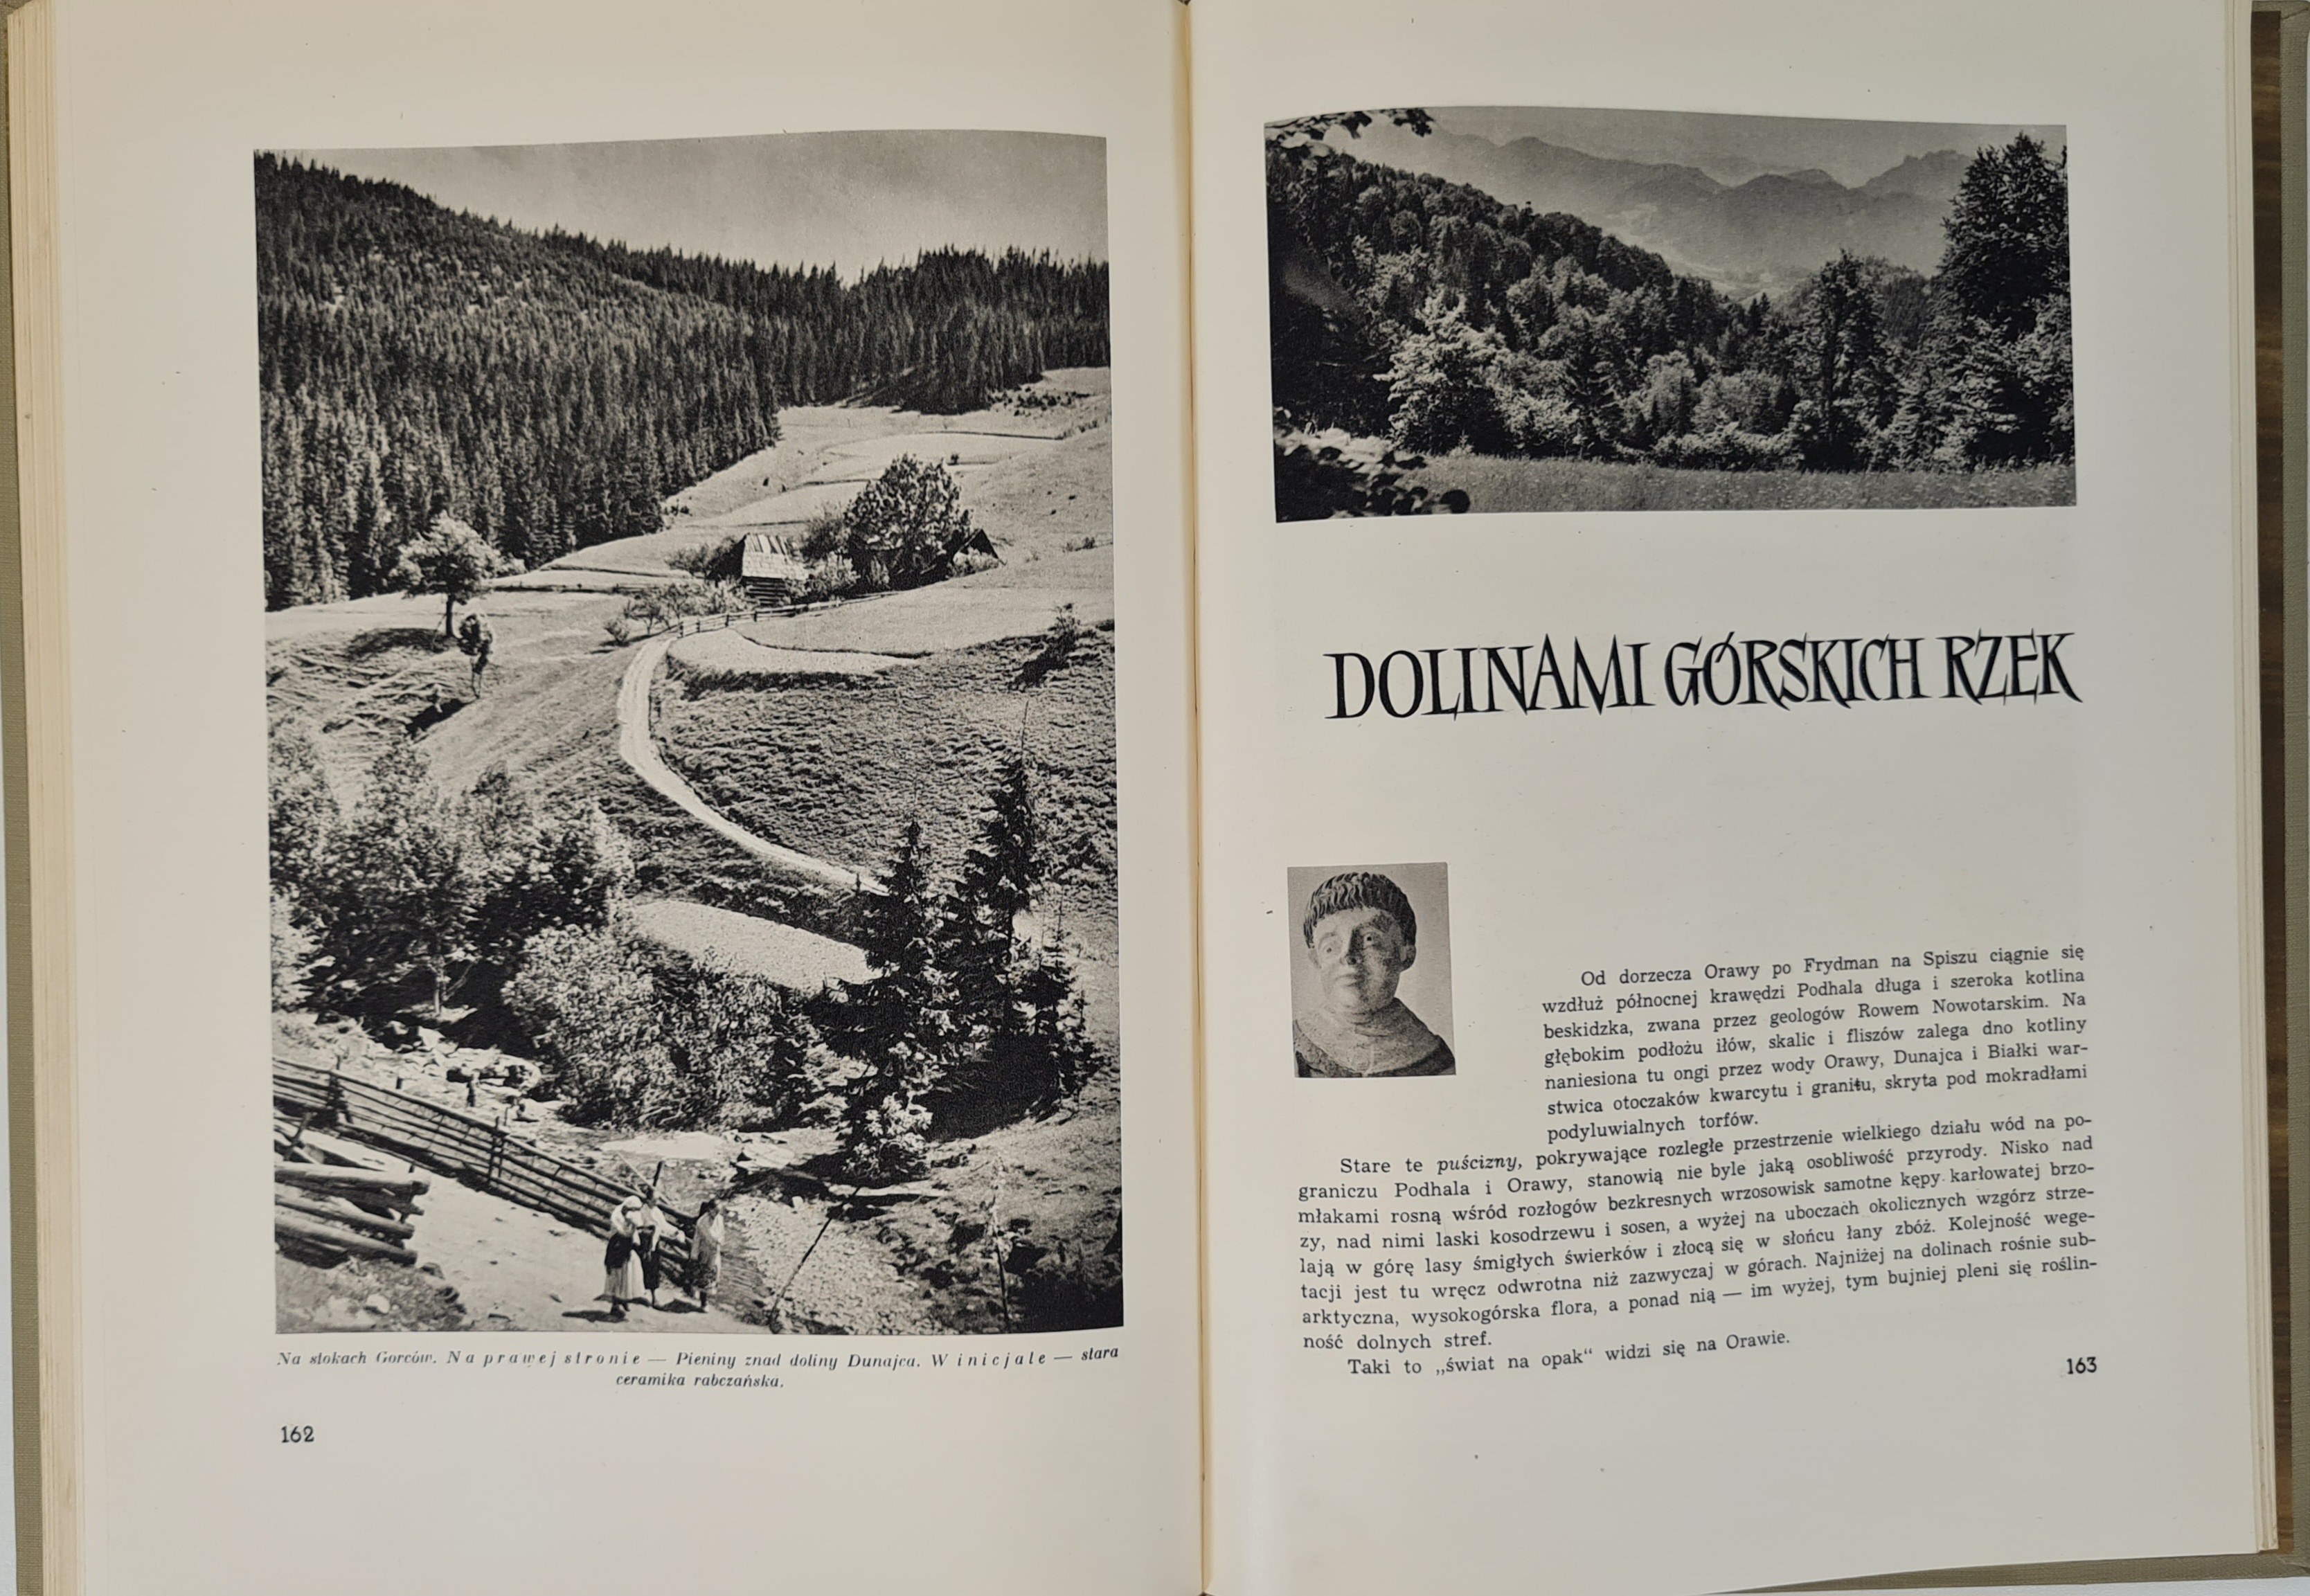 Na stokach Gorców. Na prawej stronie — Pieniny znad doliny Dunajca. W inicjale — stara
ceramika rabczańska.
162
DOLINAMI GÓRSKICH RZEK
Od dorzecza Orawy po Frydman na Spiszu ciągnie się
wzdłuż północnej krawędzi Podhala długa i szeroka kotlina
beskidzka, zwana przez geologów Rowem Nowotarskim. Na
głębokim podłożu iłów, skalic i fliszów zalega dno kotliny
naniesiona tu ongi przez wody Orawy, Dunajca i Białki war-
stwica otoczaków kwarcytu i granitu, skryta pod mokradłami
podyluwialnych torfów.
Stare te puścizny, pokrywające rozległe przestrzenie wielkiego działu wód na po-
graniczu Podhala i Orawy, stanowią nie byle jaką osobliwość przyrody. Nisko nad
młakami rosną wśród rozłogów bezkresnych wrzosowisk samotne kępy karłowatej brzo-
zy, nad nimi laski kosodrzewu i sosen, a wyżej na uboczach okolicznych wzgórz strze-
lają w górę lasy śmigłych świerków i złocą się w słońcu łany zbóż. Kolejność wege-
tacji jest tu wręcz odwrotna niż zazwyczaj w górach. Najniżej na dolinach rośnie sub-
arktyczna, wysokogórska flora, a ponad nią — im wyżej, tym bujniej pleni się roślin-
ność dolnych stref.
Taki to „świat na opak“ widzi się na Orawie.
163